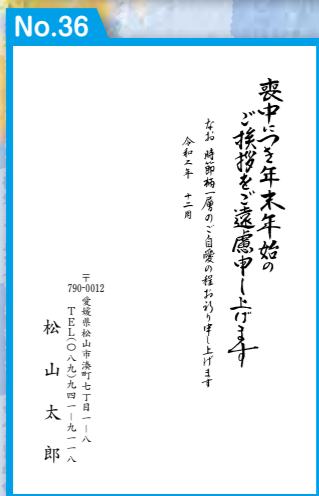 No.36
喪中につき年末年始の
ご挨拶をご遠慮申し上げます
なお 時節柄一層のご自愛の程お祈り申し上げます
令和二年 十二月
〒790-0012
愛媛県松山市湊町七丁目一ー八
TEL(〇八九)九四一ー九一一八
松山太郎